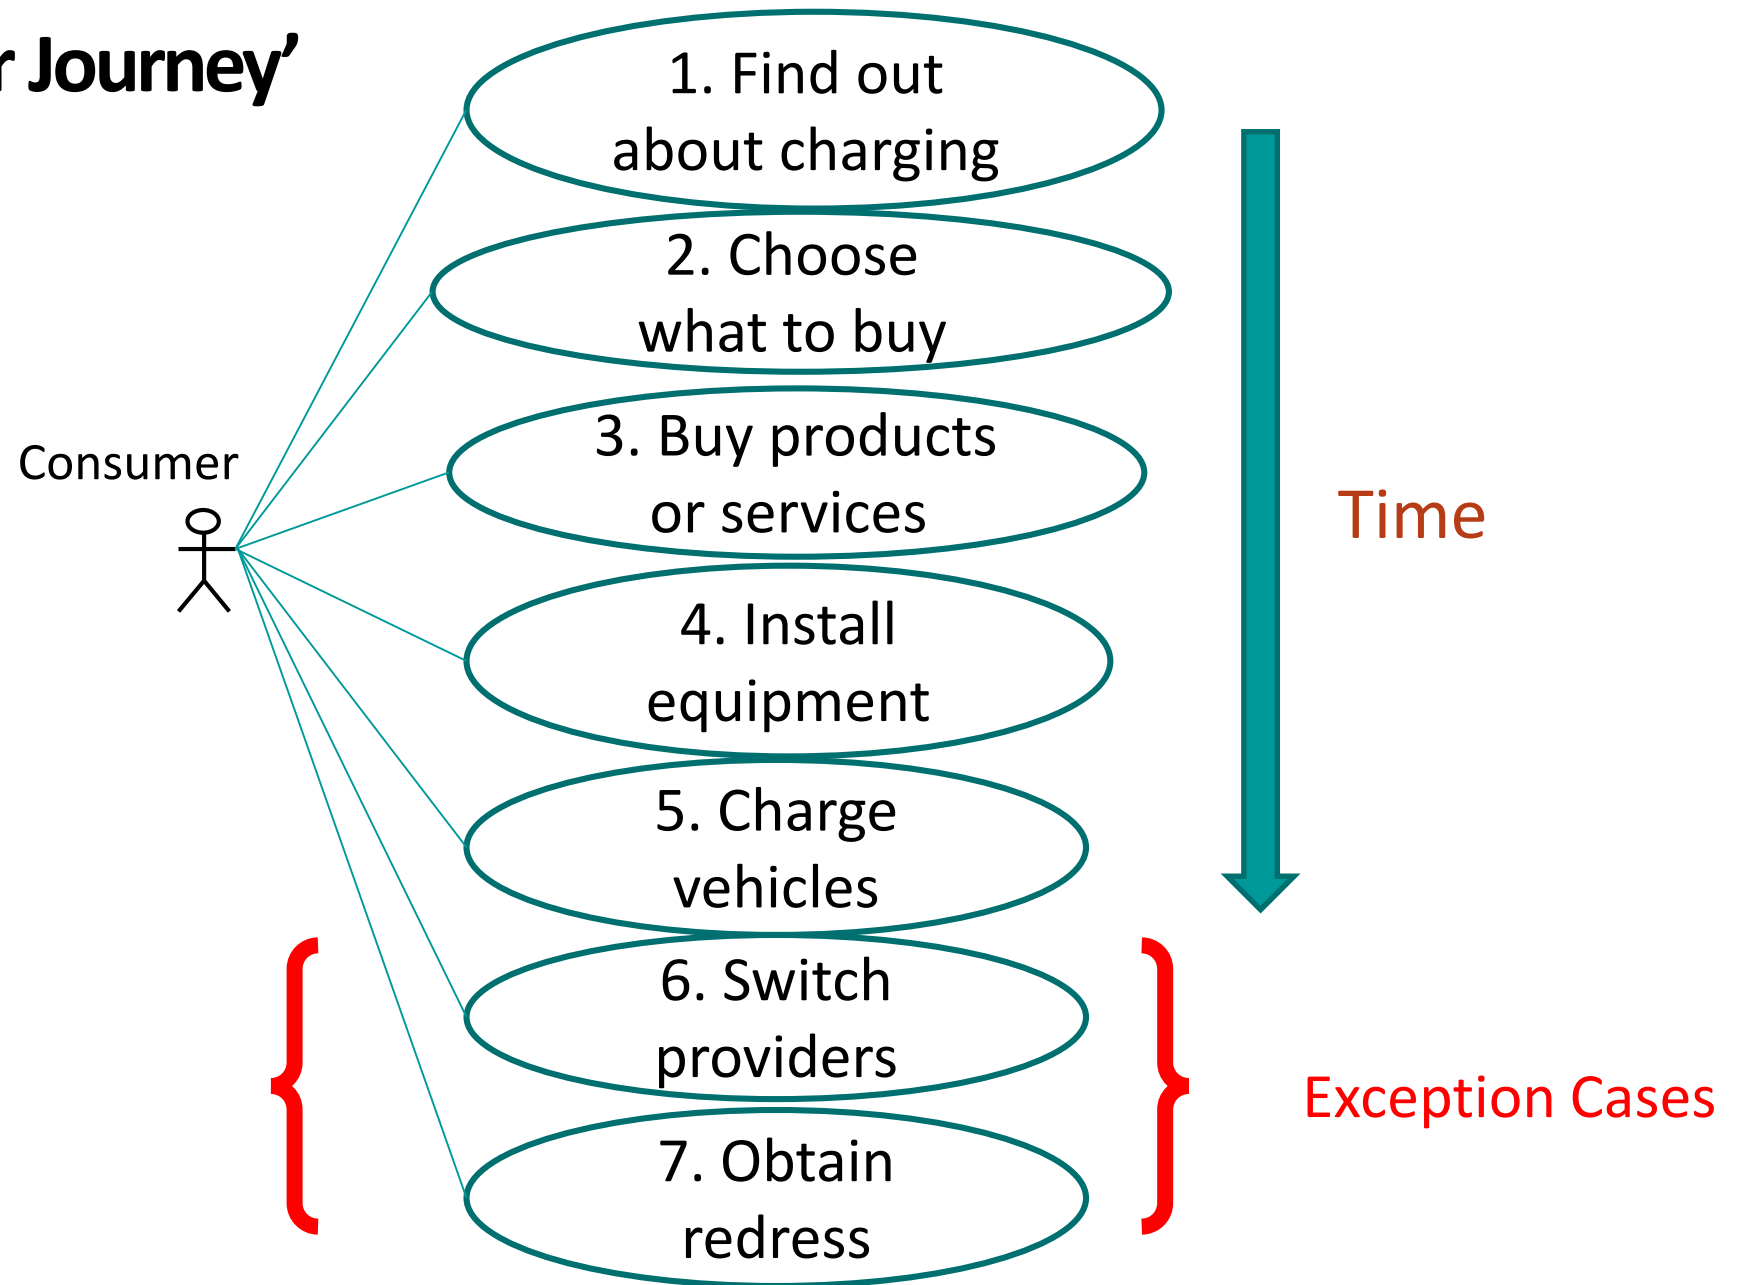 r Journey’
1. Find out
about charging
2. Choose
what to buy
3. Buy products
or services
Consumer
Time
4. Install
equipment
5. Charge
vehicles
6. Switch
providers
Exception Cases
7. Obtain
redress